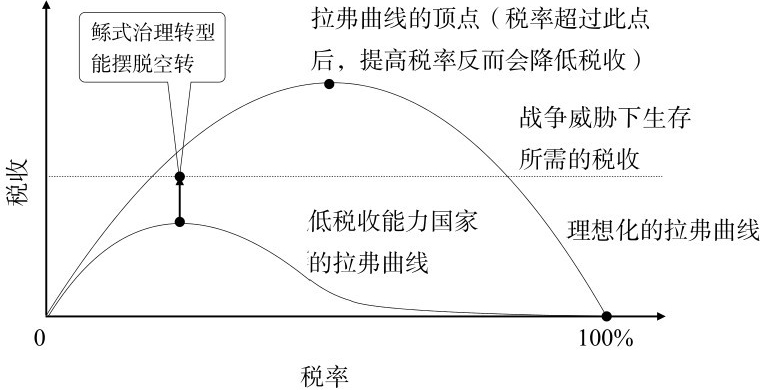 鲧式治理转型
能摆脱空转
拉弗曲线的顶点（税率超过此点
后，提高税率反而会降低税收）
战争威胁下生存
所需的税收
税收
低税收能力国家
的拉弗曲线
理想化的拉弗曲线
0
100%
税率